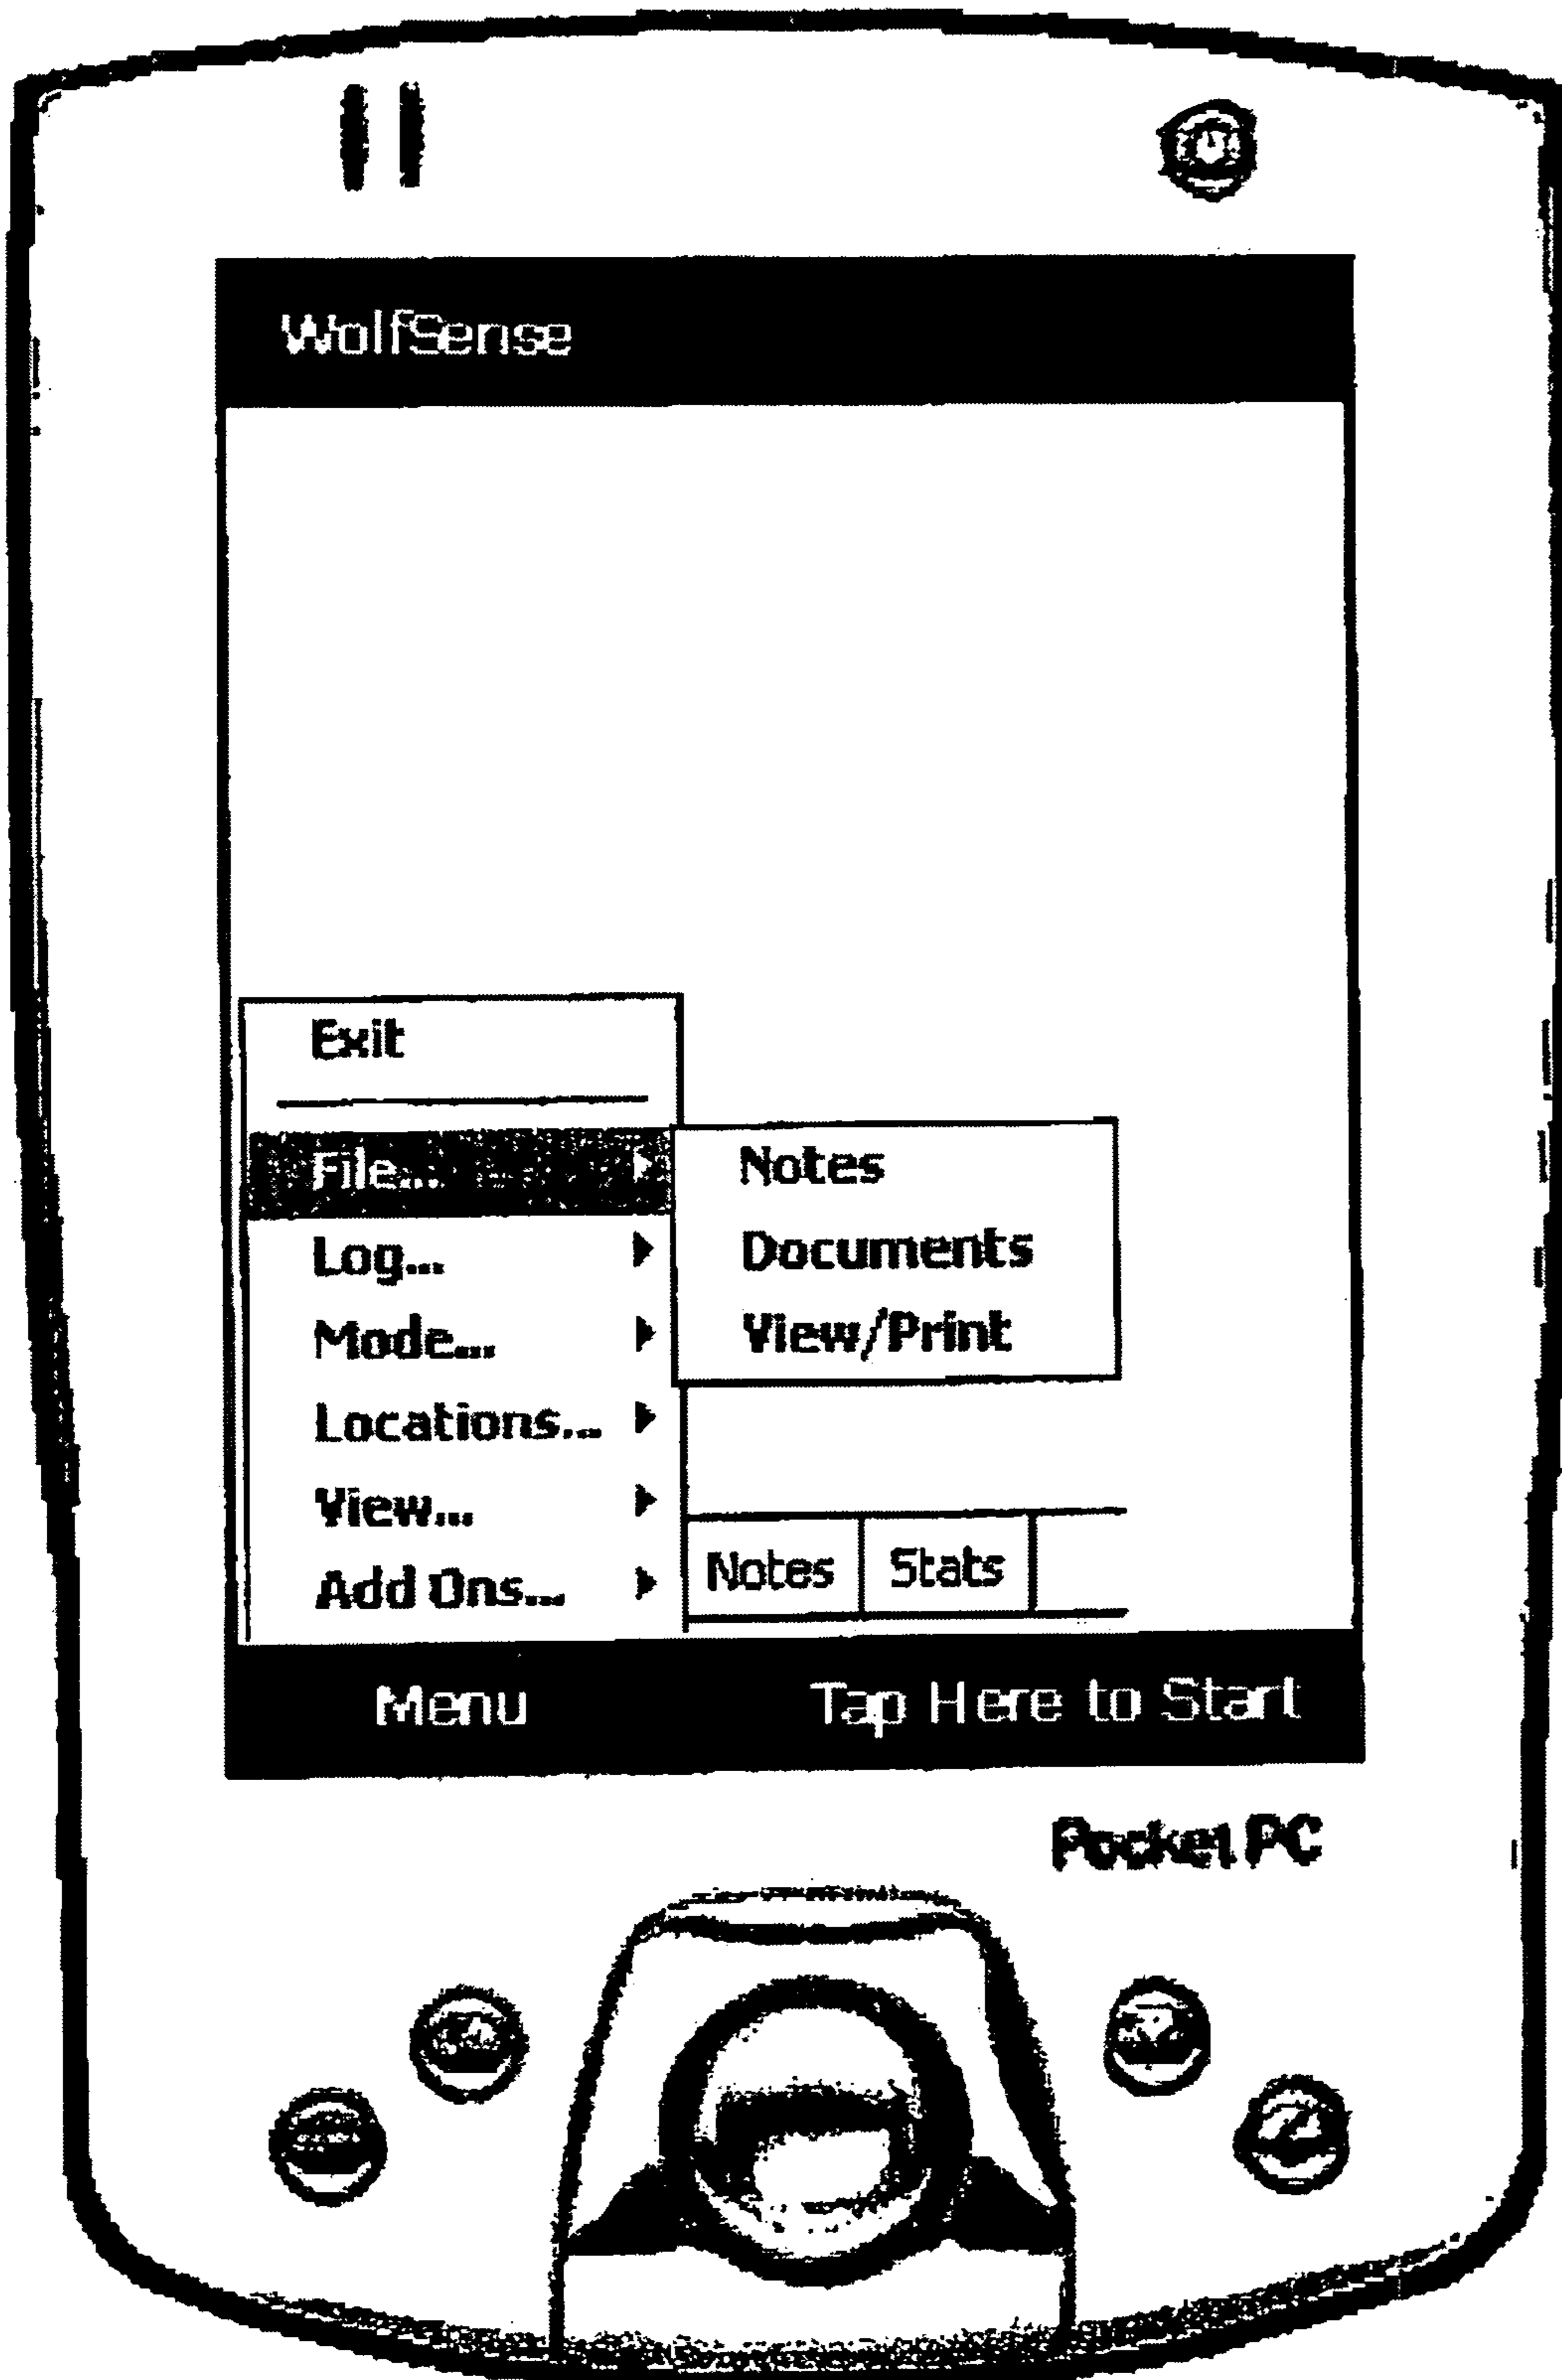 WolfSense
Exit
File...
Notes
Log...
Documents
Mode...
View/Print
Locations...
View...
Add Ons...
Notes
Stats
Menu
Tap Here to Start
Pocket PC